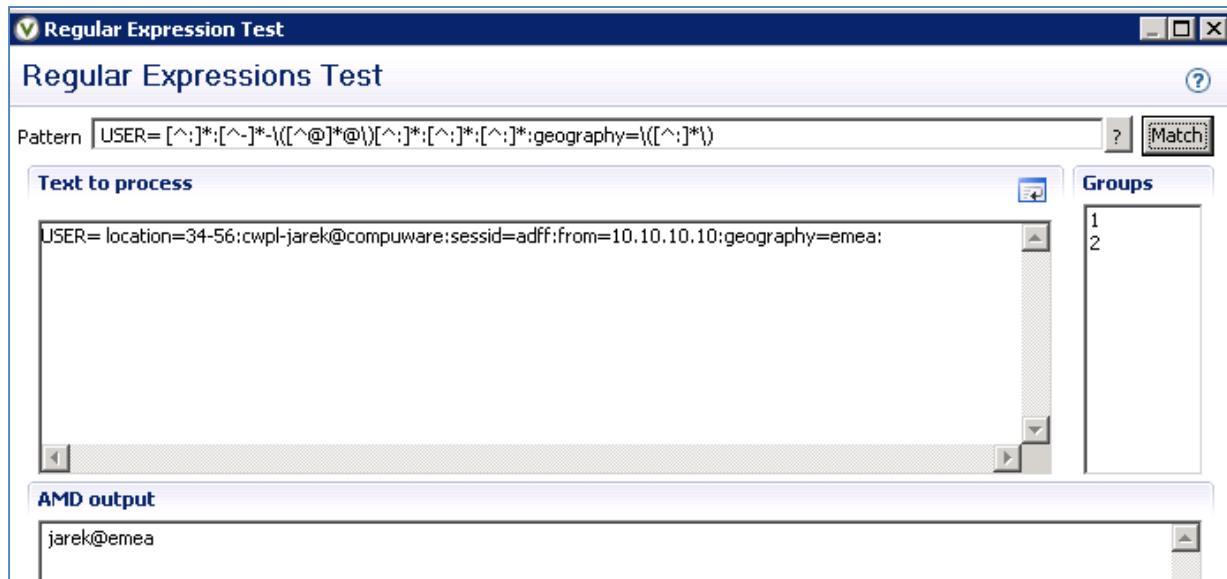 Regular Expression Test
Regular Expressions Test
?
Pattern USER= [^:]*:[^-]*-\([^@]*@\)[^:]*:[^:]*:[^:]*:geography=\([^:]*\) ? Match
Text to process
USER= location=34-56:cwpl-jarek@compuware:sessid=adff:from=10.10.10.10:geography=emea:
Groups
1
2
AMD output
jarek@emea